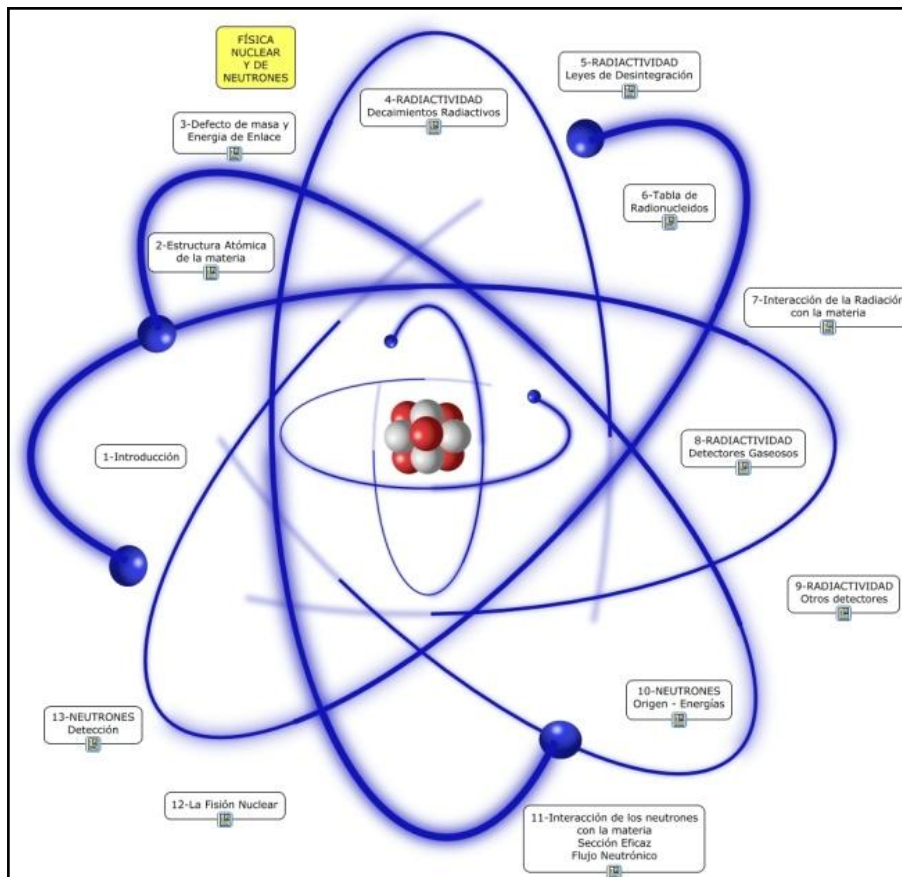 FÍSICA
NUCLEAR
Y DE
NEUTRONES
5-RADIACTIVIDAD
Leyes de Desintegración
4-RADIACTIVIDAD
Decaimientos Radiactivos
3-Defecto de masa y
Energia de Enlace
6-Tabla de
Radionucleidos
2-Estructura Atómica
de la materia
7-Interacción de la Radiación
con la materia
1-Introducción
8-RADIACTIVIDAD
Detectores Gaseosos
9-RADIACTIVIDAD
Otros detectores
10-NEUTRONES
Origen - Energías
13-NEUTRONES
Detección
12-La Fisión Nuclear
11-Interacción de los neutrones
con la materia
Sección Eficaz
Flujo Neutrónico